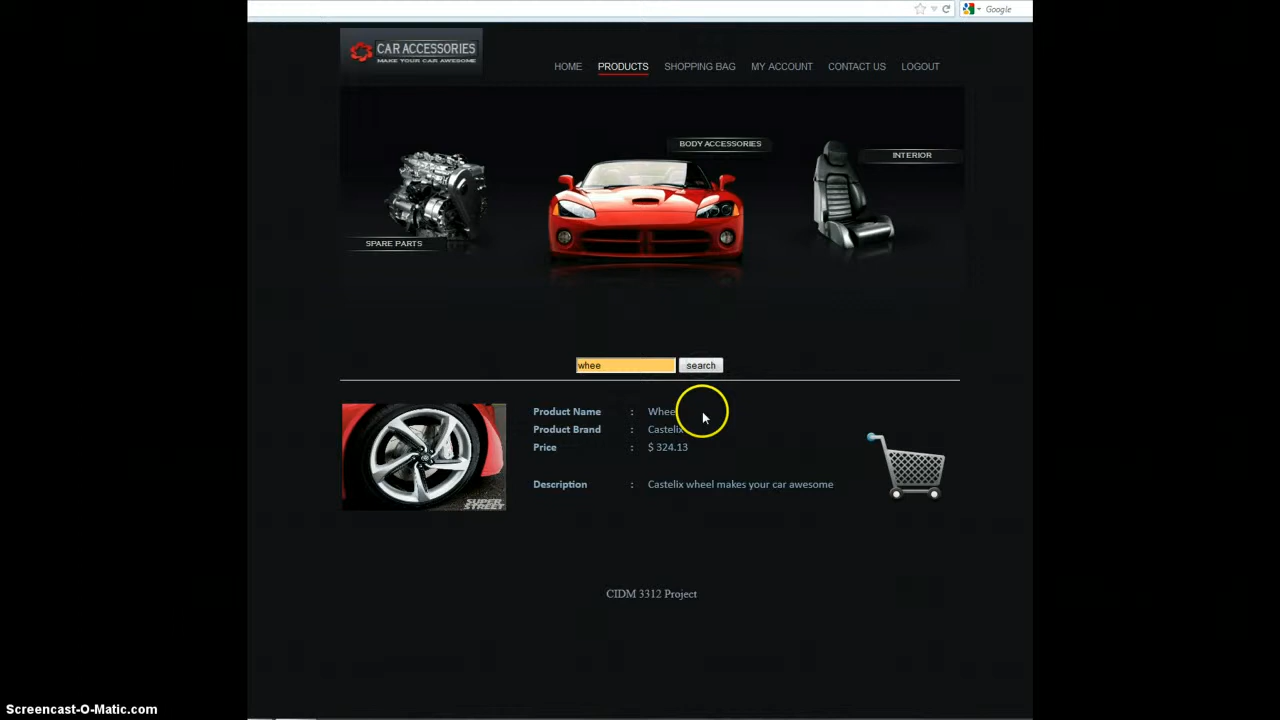 Google
CAR ACCESSORIES
MAKE YOUR CAR AWESOME
HOME PRODUCTS SHOPPING BAG MY ACCOUNT CONTACT US LOGOUT
BODY ACCESSORIES
INTERIOR
SPARE PARTS
whee search
Product Name : Whee
Product Brand : Castelix
Price : $ 324.13
Description : Castelix wheel makes your car awesome
SUPER
STREET
CIDM 3312 Project
Screencast-O-Matic.com